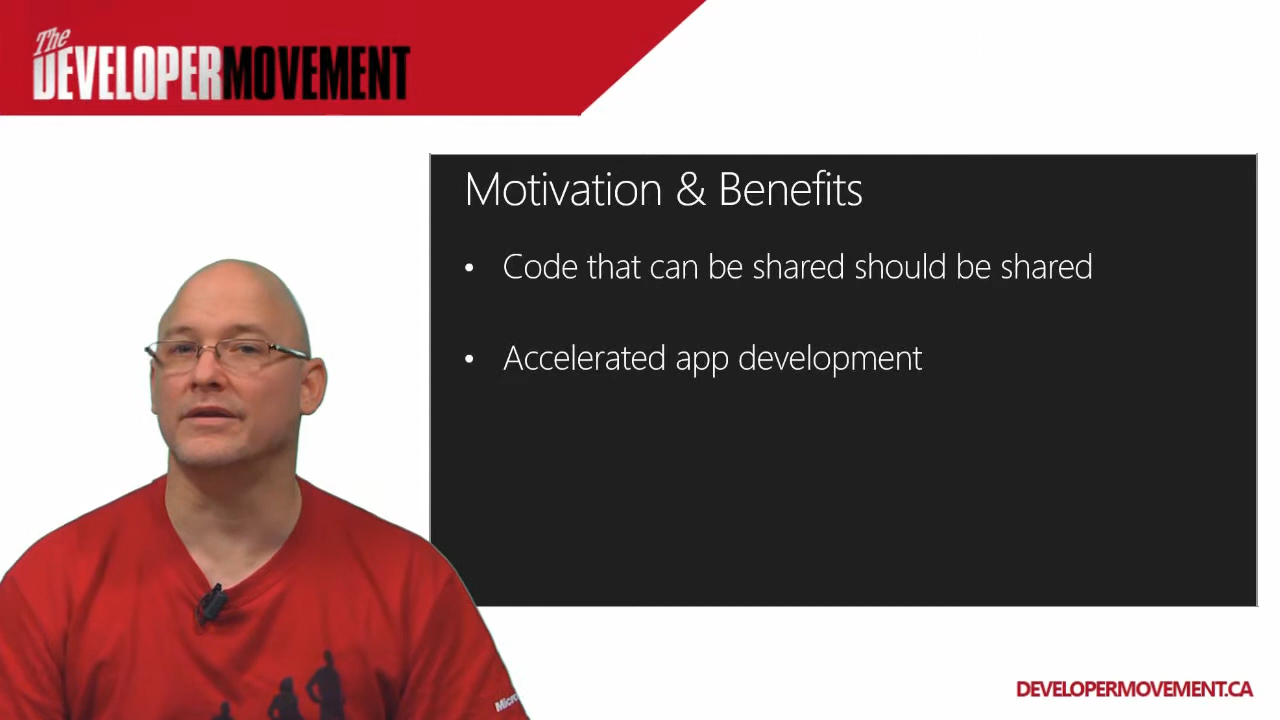 The
DEVELOPERMOVEMENT
Motivation & Benefits
• Code that can be shared should be shared
• Accelerated app development
DEVELOPERMOVEMENT.CA